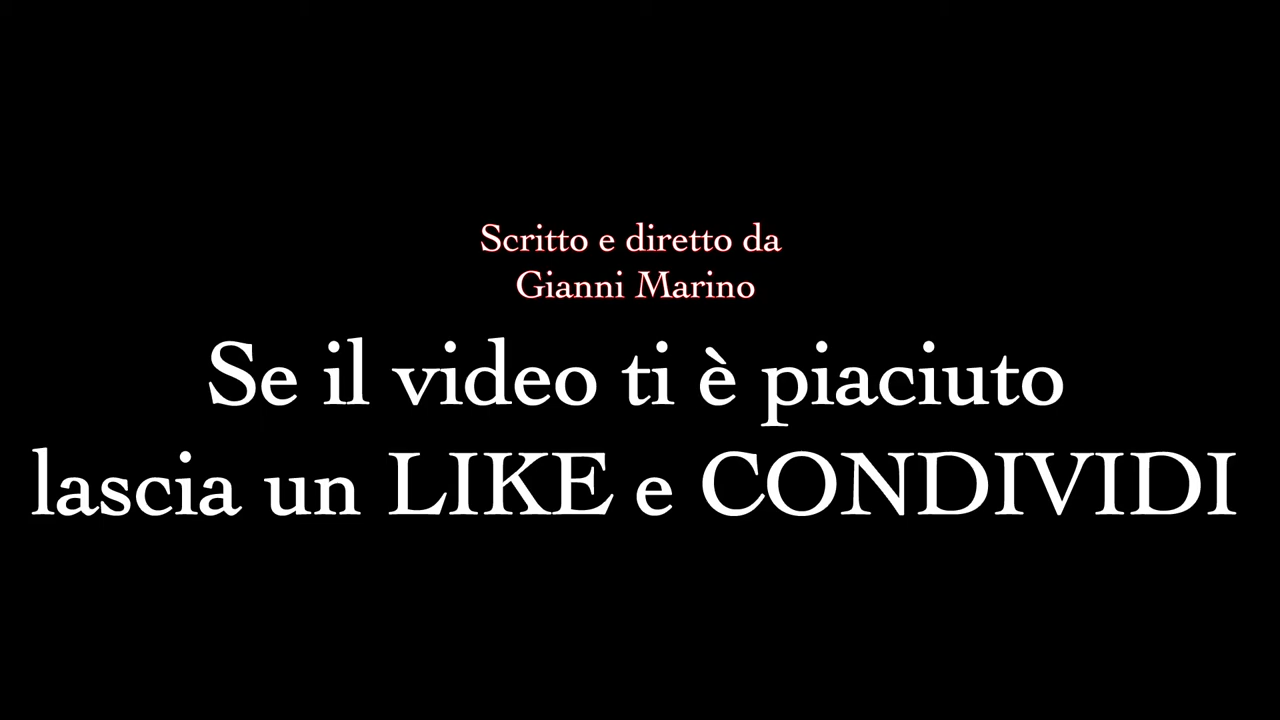 Scritto e diretto da
Gianni Marino
Se il video ti è piaciuto
lascia un LIKE e CONDIVIDI